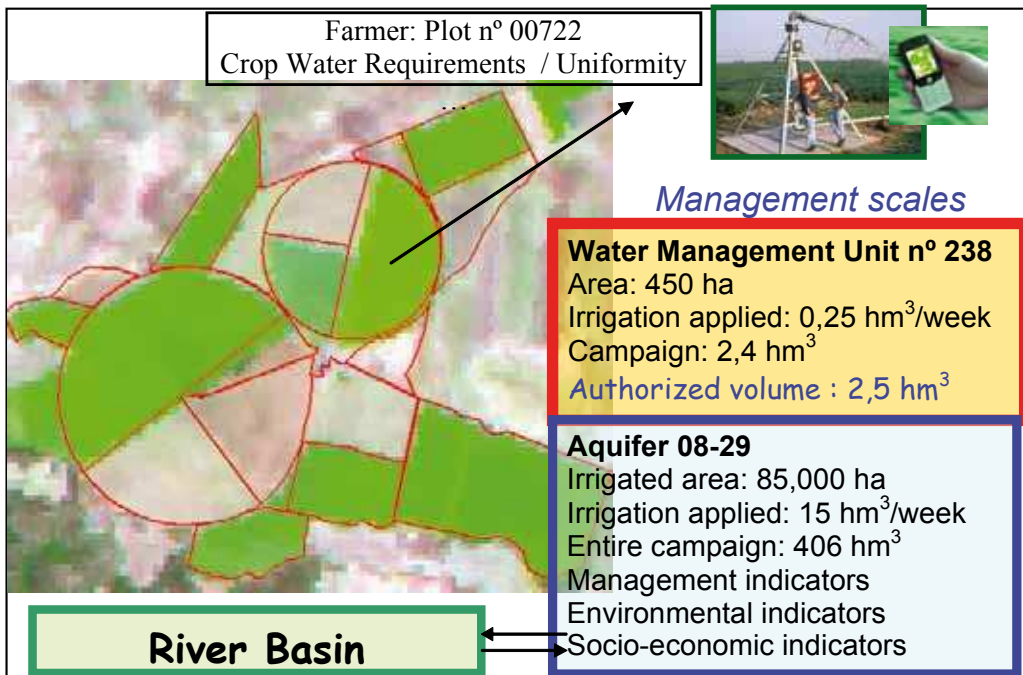 Farmer: Plot nº 00722
Crop Water Requirements / Uniformity
...
Management scales
Water Management Unit nº 238
Area: 450 ha
Irrigation applied: 0,25 hm³/week
Campaign: 2,4 hm³
Authorized volume : 2,5 hm³
Aquifer 08-29
Irrigated area: 85,000 ha
Irrigation applied: 15 hm³/week
Entire campaign: 406 hm³
Management indicators
Environmental indicators
Socio-economic indicators
River Basin